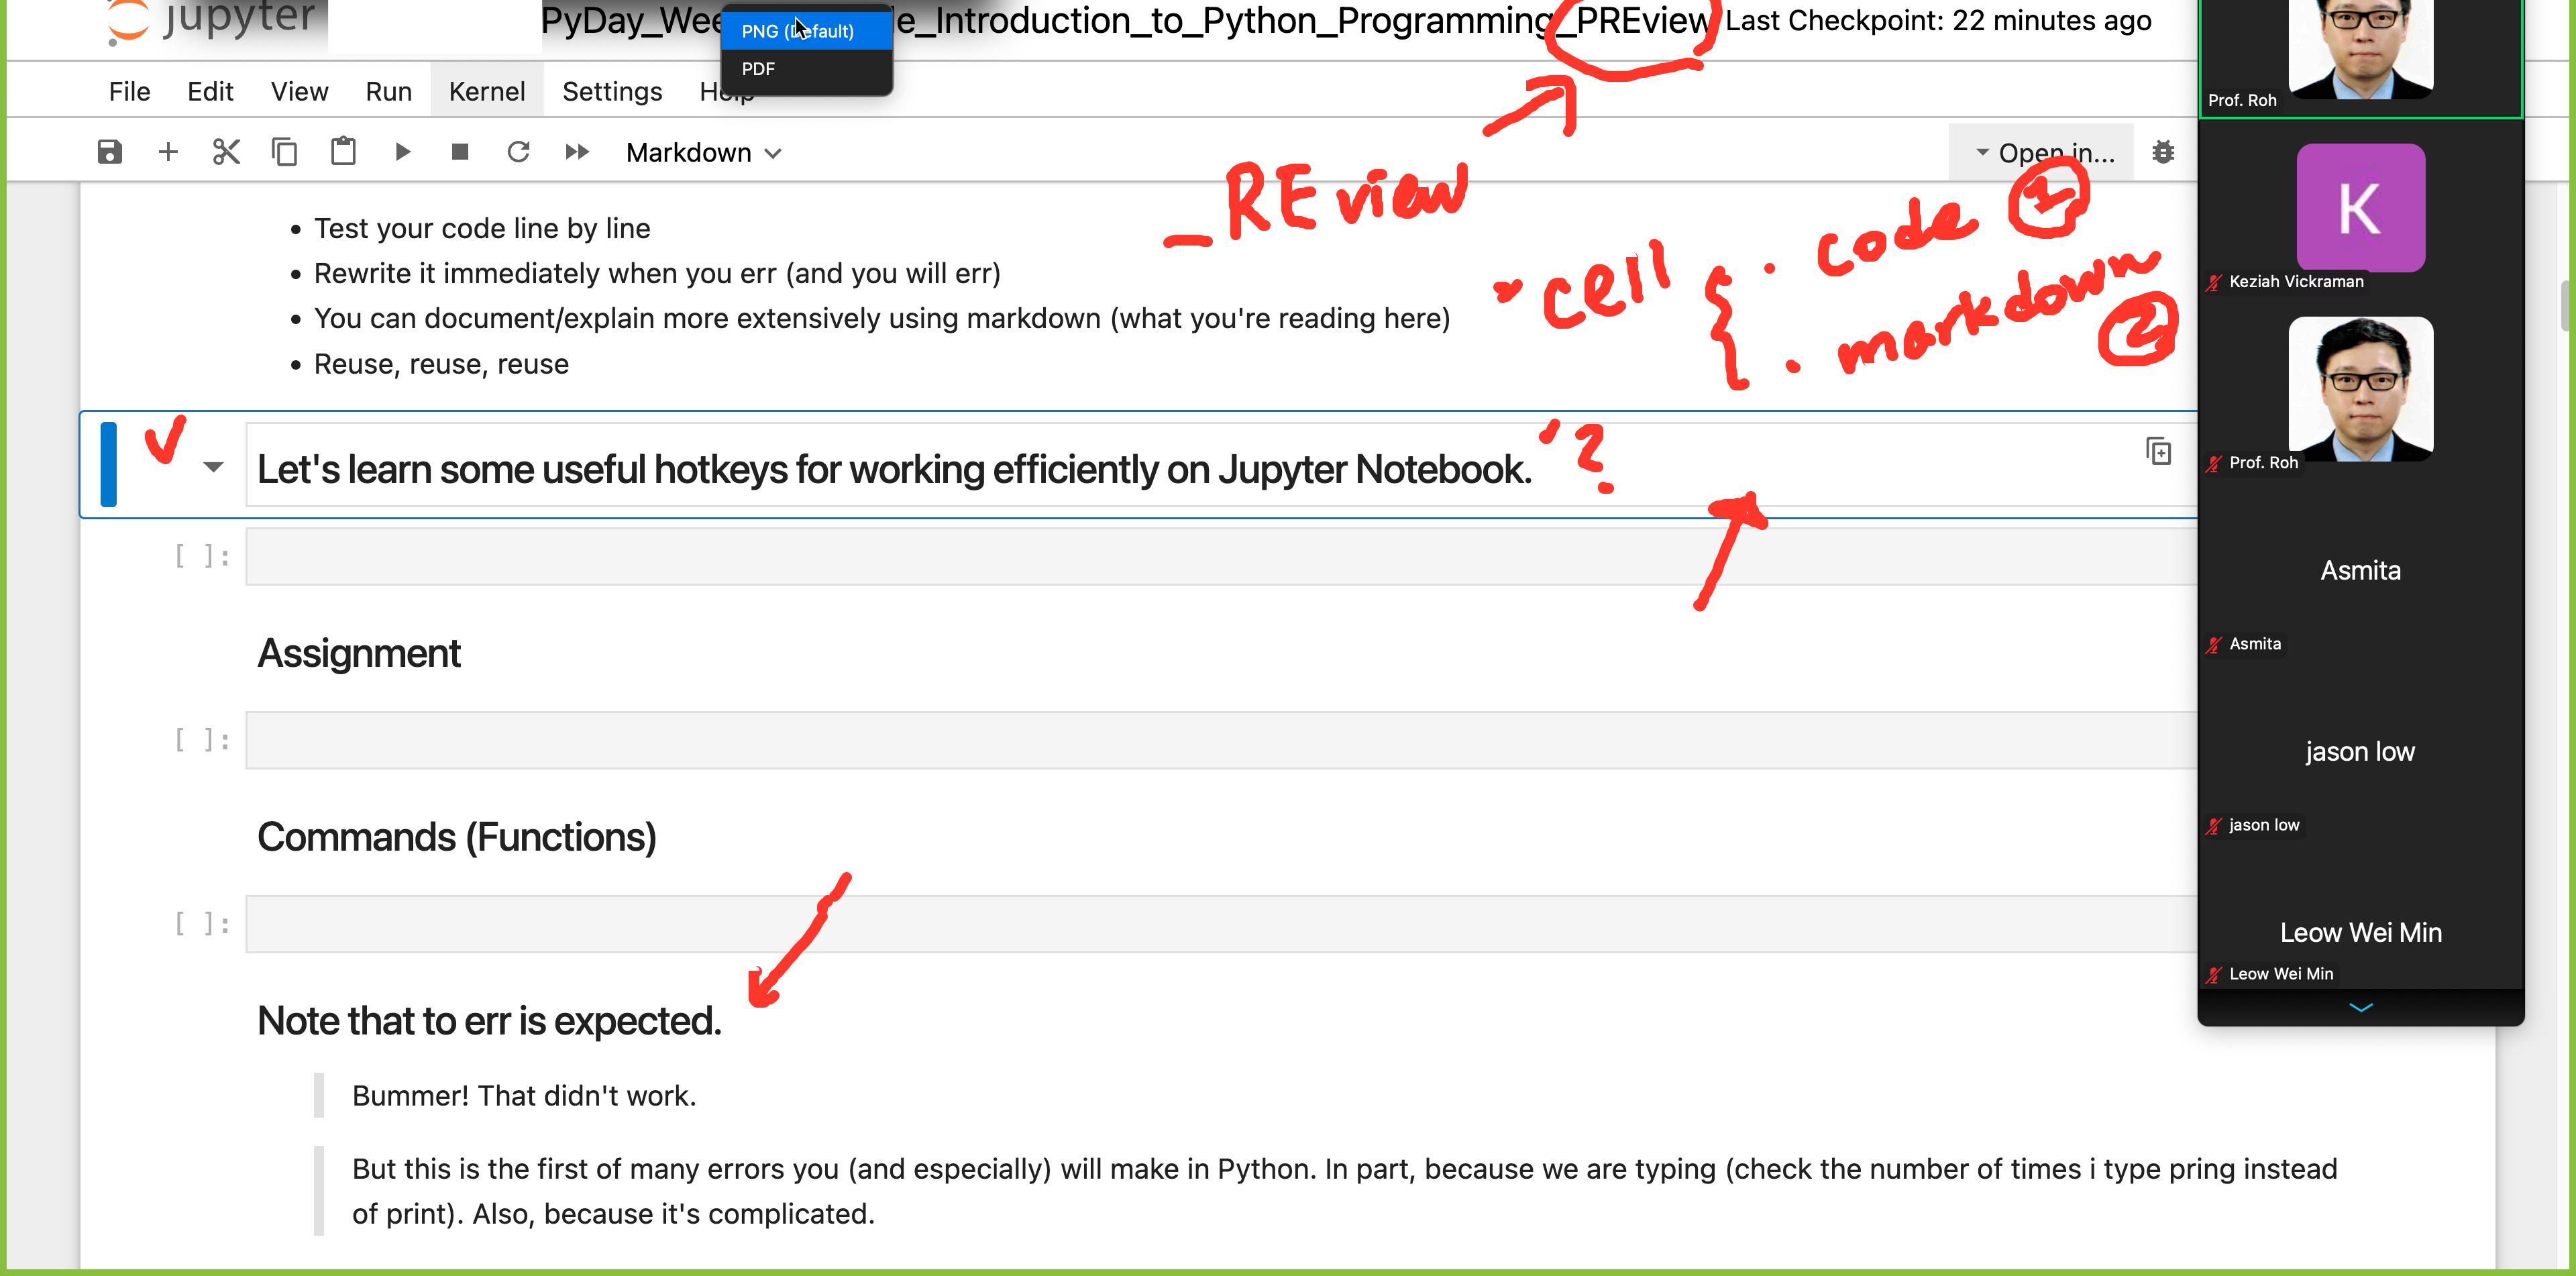 jupyter
PyDay_Wee
le_Introduction_to_Python_Programming_PREview
Last Checkpoint: 22 minutes ago
PNG (Default)
PDF
File Edit View Run Kernel Settings Help
Markdown
Open in...
_REview
cell { . code ①
. markdown ②
• Test your code line by line
• Rewrite it immediately when you err (and you will err)
• You can document/explain more extensively using markdown (what you're reading here)
• Reuse, reuse, reuse
Let's learn some useful hotkeys for working efficiently on Jupyter Notebook.
' ?
[ ]:
Assignment
[ ]:
Commands (Functions)
[ ]:
Note that to err is expected.
Bummer! That didn't work.
But this is the first of many errors you (and especially) will make in Python. In part, because we are typing (check the number of times i type pring instead
of print). Also, because it's complicated.
Prof. Roh
K
Keziah Vickraman
Prof. Roh
Asmita
Asmita
jason low
jason low
Leow Wei Min
Leow Wei Min